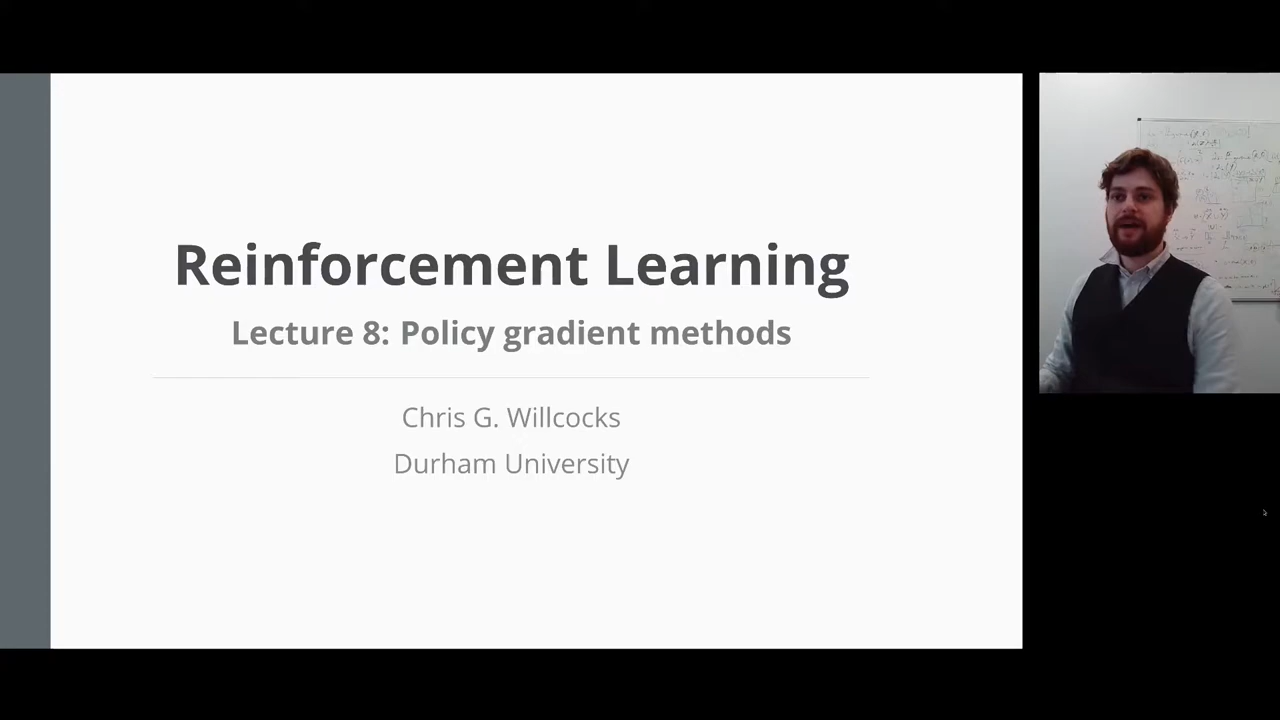 Reinforcement Learning
Lecture 8: Policy gradient methods
Chris G. Willcocks
Durham University